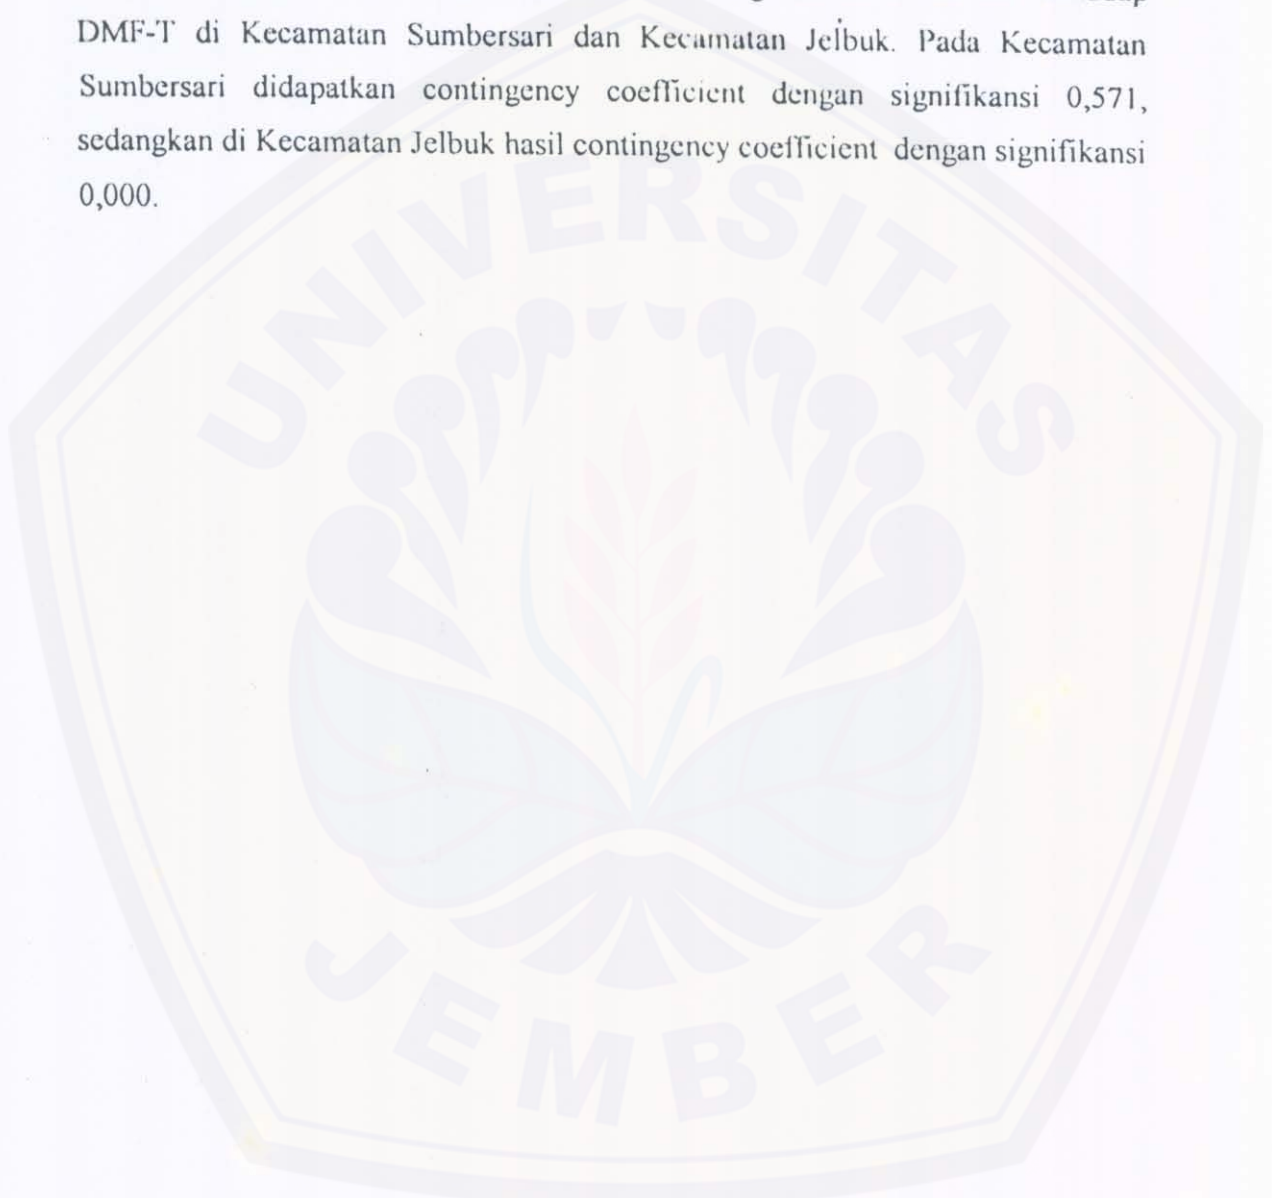 DMF-T di Kecamatan Sumbersari dan Kecamatan Jelbuk. Pada Kecamatan
Sumbersari didapatkan contingency coefficient dengan signifikansi 0,571,
sedangkan di Kecamatan Jelbuk hasil contingency coefficient dengan signifikansi
0,000.
UNIVERSITAS
JEMBER